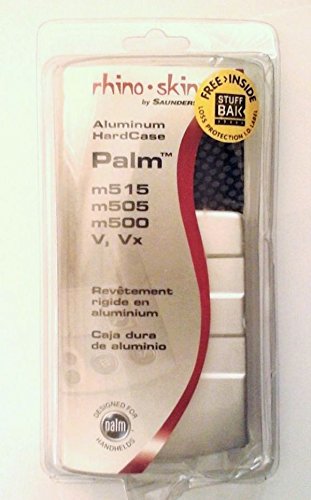 rhino·skin
by SAUNDERS
FREE>INSIDE
STUFF
BAK
LOSS PROTECTION I.D. LABEL
Aluminum
HardCase
Palm™
m515
m505
m500
V, Vx
Revêtement
rigide en
aluminium
Caja dura
de aluminio
DESIGNED FOR
palm
HANDHELDS